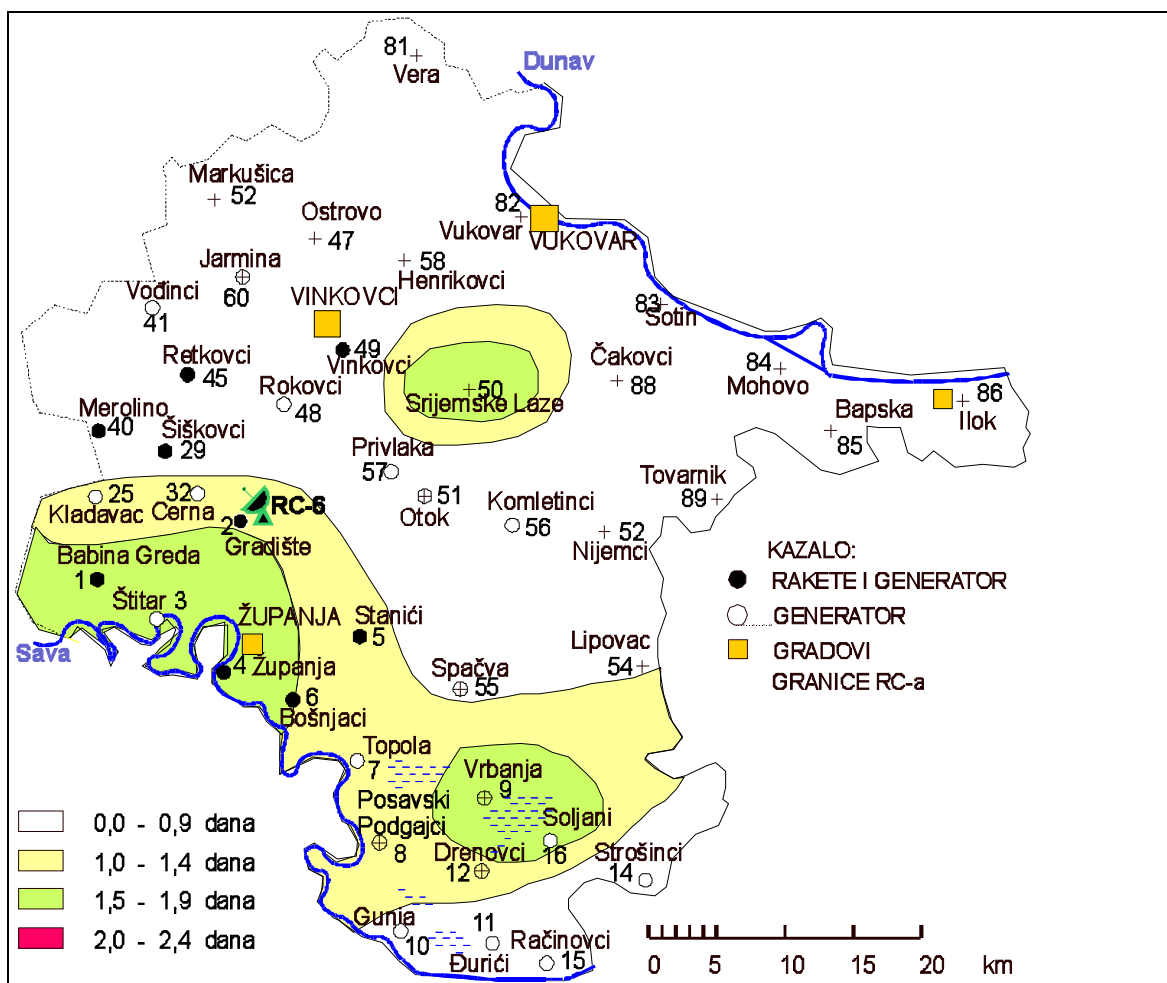 81
Vera
Dunav
Markušica
52
Ostrovo
47
82
Vukovar
VUKOVAR
Jarmina
60
58
Henrikovci
Vođinci
41
VINKOVCI
83
Sotin
49
Vinkovci
Retkovci
45
Čakovci
88
84
Mohovo
86
Ilok
Rokovci
48
50
Srijemske Laze
Bapska
85
Merolino
40
Šiškovci
29
Privlaka
57
51
Otok
Tovarnik
89
Komletinci
56
52
Nijemci
25
Kladavac
32
Cerna
RC-6
2
Gradište
KAZALO:
RAKETE I GENERATOR
GENERATOR
GRADOVI
GRANICE RC-a
Babina Greda
1
Štitar 3
ŽUPANJA
Stanići
5
Sava
4
Županja
Lipovac
54
Spačva
55
6
Bošnjaci
Topola
7
Vrbanja
9
Posavski
Podgajci
8
Soljani
16
Drenovci
12
Strošinci
14
0,0 - 0,9 dana
1,0 - 1,4 dana
1,5 - 1,9 dana
2,0 - 2,4 dana
Gunia
10
11
Đurići
Račinovci
15
0 5 10 20 km